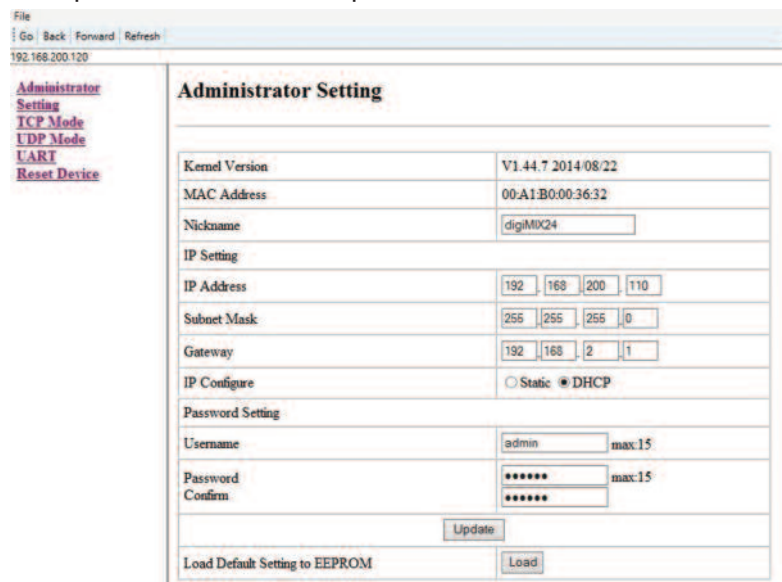 File
Go Back Forward Refresh
192.168.200.120
Administrator
Setting
TCP Mode
UDP Mode
UART
Reset Device
Administrator Setting
Kernel Version V1.44.7 2014/08/22
MAC Address 00:A1:B0:00:36:32
Nickname digiMIX24
IP Setting
IP Address 192 . 168 . 200 . 110
Subnet Mask 255 . 255 . 255 . 0
Gateway 192 . 168 . 2 . 1
IP Configure Static DHCP
Password Setting
Username admin max:15
Password •••••• max:15
Confirm ••••••
Update
Load Default Setting to EEPROM Load